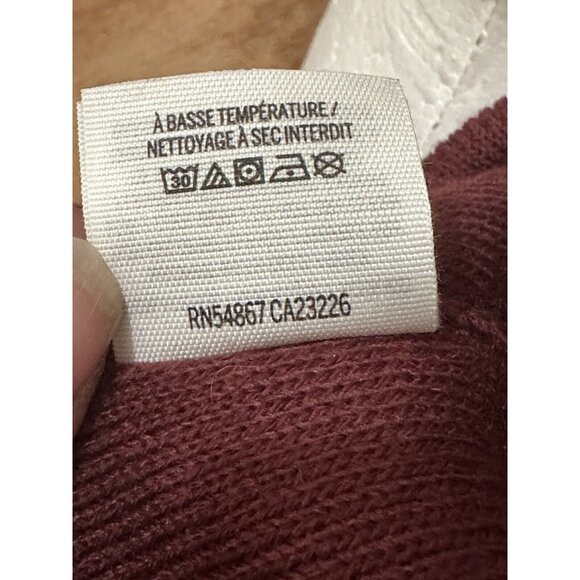 À BASSE TEMPÉRATURE /
NETTOYAGE À SEC INTERDIT
30
RN54867 CA23226